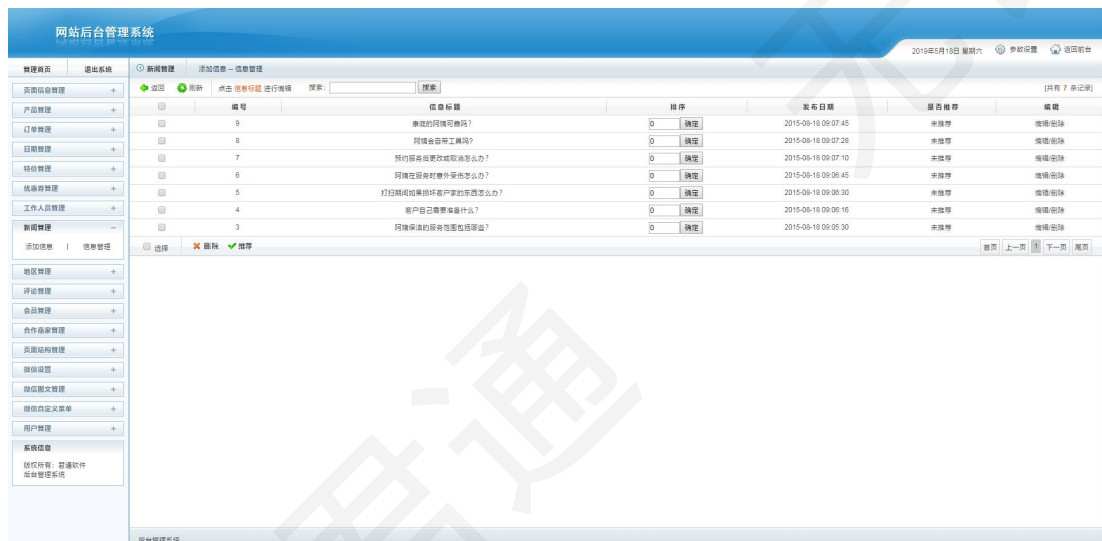 网站后台管理系统
2019年5月18日 星期六 参数设置 返回前台
管理首页 退出系统 新闻管理 添加信息 – 信息管理
返回 刷新 点击 信息标题 进行编辑 搜索: 搜索 [共有 7 条记录]
编号 信息标题 排序 发布日期 是否推荐 编辑
9 康庭的阿姨可靠吗? 0 确定 2015-08-18 09:07:45 未推荐 编辑/删除
8 阿姨会自带工具吗? 0 确定 2015-08-18 09:07:28 未推荐 编辑/删除
7 预约服务后更改或取消怎么办? 0 确定 2015-08-18 09:07:10 未推荐 编辑/删除
6 阿姨在服务时意外受伤怎么办? 0 确定 2015-08-18 09:06:45 未推荐 编辑/删除
5 打扫期间如果损坏客户家的东西怎么办? 0 确定 2015-08-18 09:06:30 未推荐 编辑/删除
4 客户自己需要准备什么? 0 确定 2015-08-18 09:06:16 未推荐 编辑/删除
3 阿姨保洁的服务范围包括哪些? 0 确定 2015-08-18 09:05:30 未推荐 编辑/删除
选择 删除 推荐 首页 上一页 1 下一页 尾页
页面信息管理 +
产品管理 +
订单管理 +
日期管理 +
特价管理 +
优惠券管理 +
工作人员管理 +
新闻管理 –
添加信息 | 信息管理
地区管理 +
评论管理 +
会员管理 +
合作商家管理 +
页面结构管理 +
微信设置 +
微信图文管理 +
微信自定义菜单 +
用户管理 +
系统信息
版权所有: 君通软件
后台管理系统
后台管理系统
君通